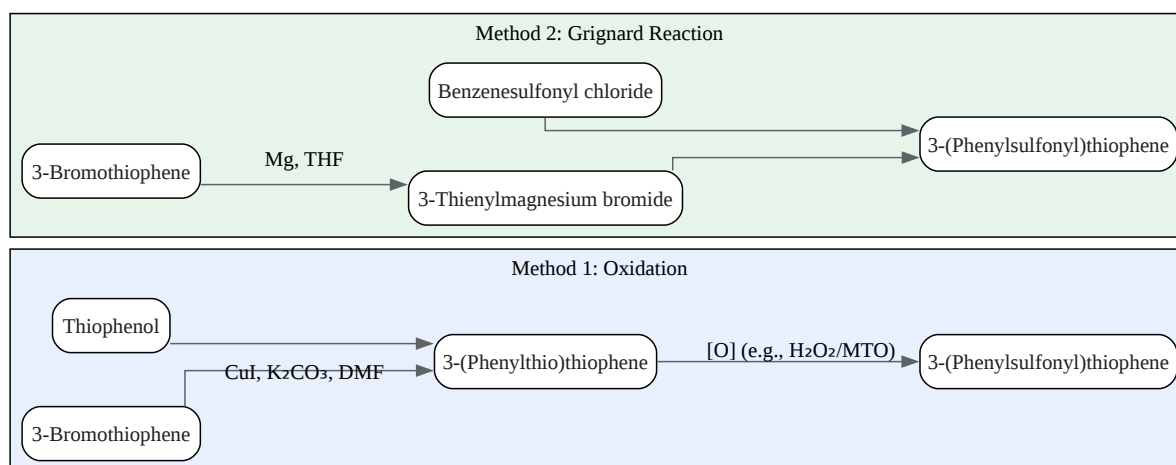 Method 2: Grignard Reaction
Benzenesulfonyl chloride
3-Bromothiophene
Mg, THF
3-Thienylmagnesium bromide
3-(Phenylsulfonyl)thiophene
Method 1: Oxidation
Thiophenol
CuI, K₂CO₃, DMF
3-Bromothiophene
3-(Phenylthio)thiophene
[O] (e.g., H₂O₂/MTO)
3-(Phenylsulfonyl)thiophene